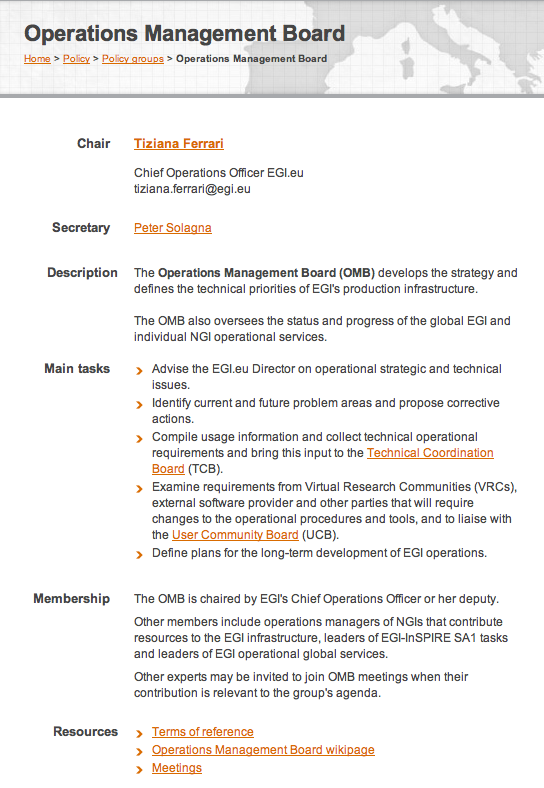 Operations Management Board
Home > Policy > Policy groups > Operations Management Board
Chair
Tiziana Ferrari
Chief Operations Officer EGI.eu
tiziana.ferrari@egi.eu
Secretary
Peter Solagna
Description
The Operations Management Board (OMB) develops the strategy and
defines the technical priorities of EGI's production infrastructure.
The OMB also oversees the status and progress of the global EGI and
individual NGI operational services.
Main tasks
Advise the EGI.eu Director on operational strategic and technical
issues.
Identify current and future problem areas and propose corrective
actions.
Compile usage information and collect technical operational
requirements and bring this input to the Technical Coordination
Board (TCB).
Examine requirements from Virtual Research Communities (VRCs),
external software provider and other parties that will require
changes to the operational procedures and tools, and to liaise with
the User Community Board (UCB).
Define plans for the long-term development of EGI operations.
Membership
The OMB is chaired by EGI's Chief Operations Officer or her deputy.
Other members include operations managers of NGIs that contribute
resources to the EGI infrastructure, leaders of EGI-InSPIRE SA1 tasks
and leaders of EGI operational global services.
Other experts may be invited to join OMB meetings when their
contribution is relevant to the group's agenda.
Resources
Terms of reference
Operations Management Board wikipage
Meetings